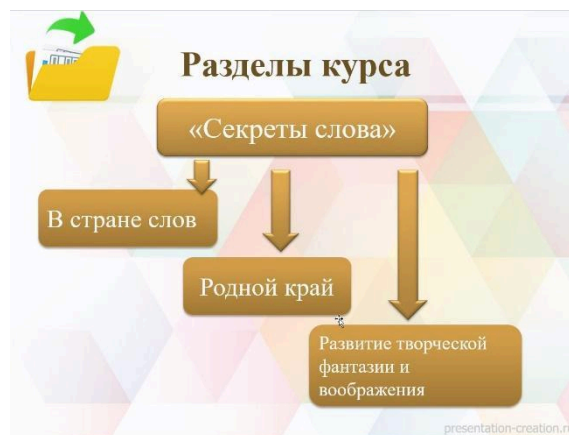 Разделы курса
«Секреты слова»
В стране слов
Родной край
Развитие творческой
фантазии и
воображения
presentation-creation.ru